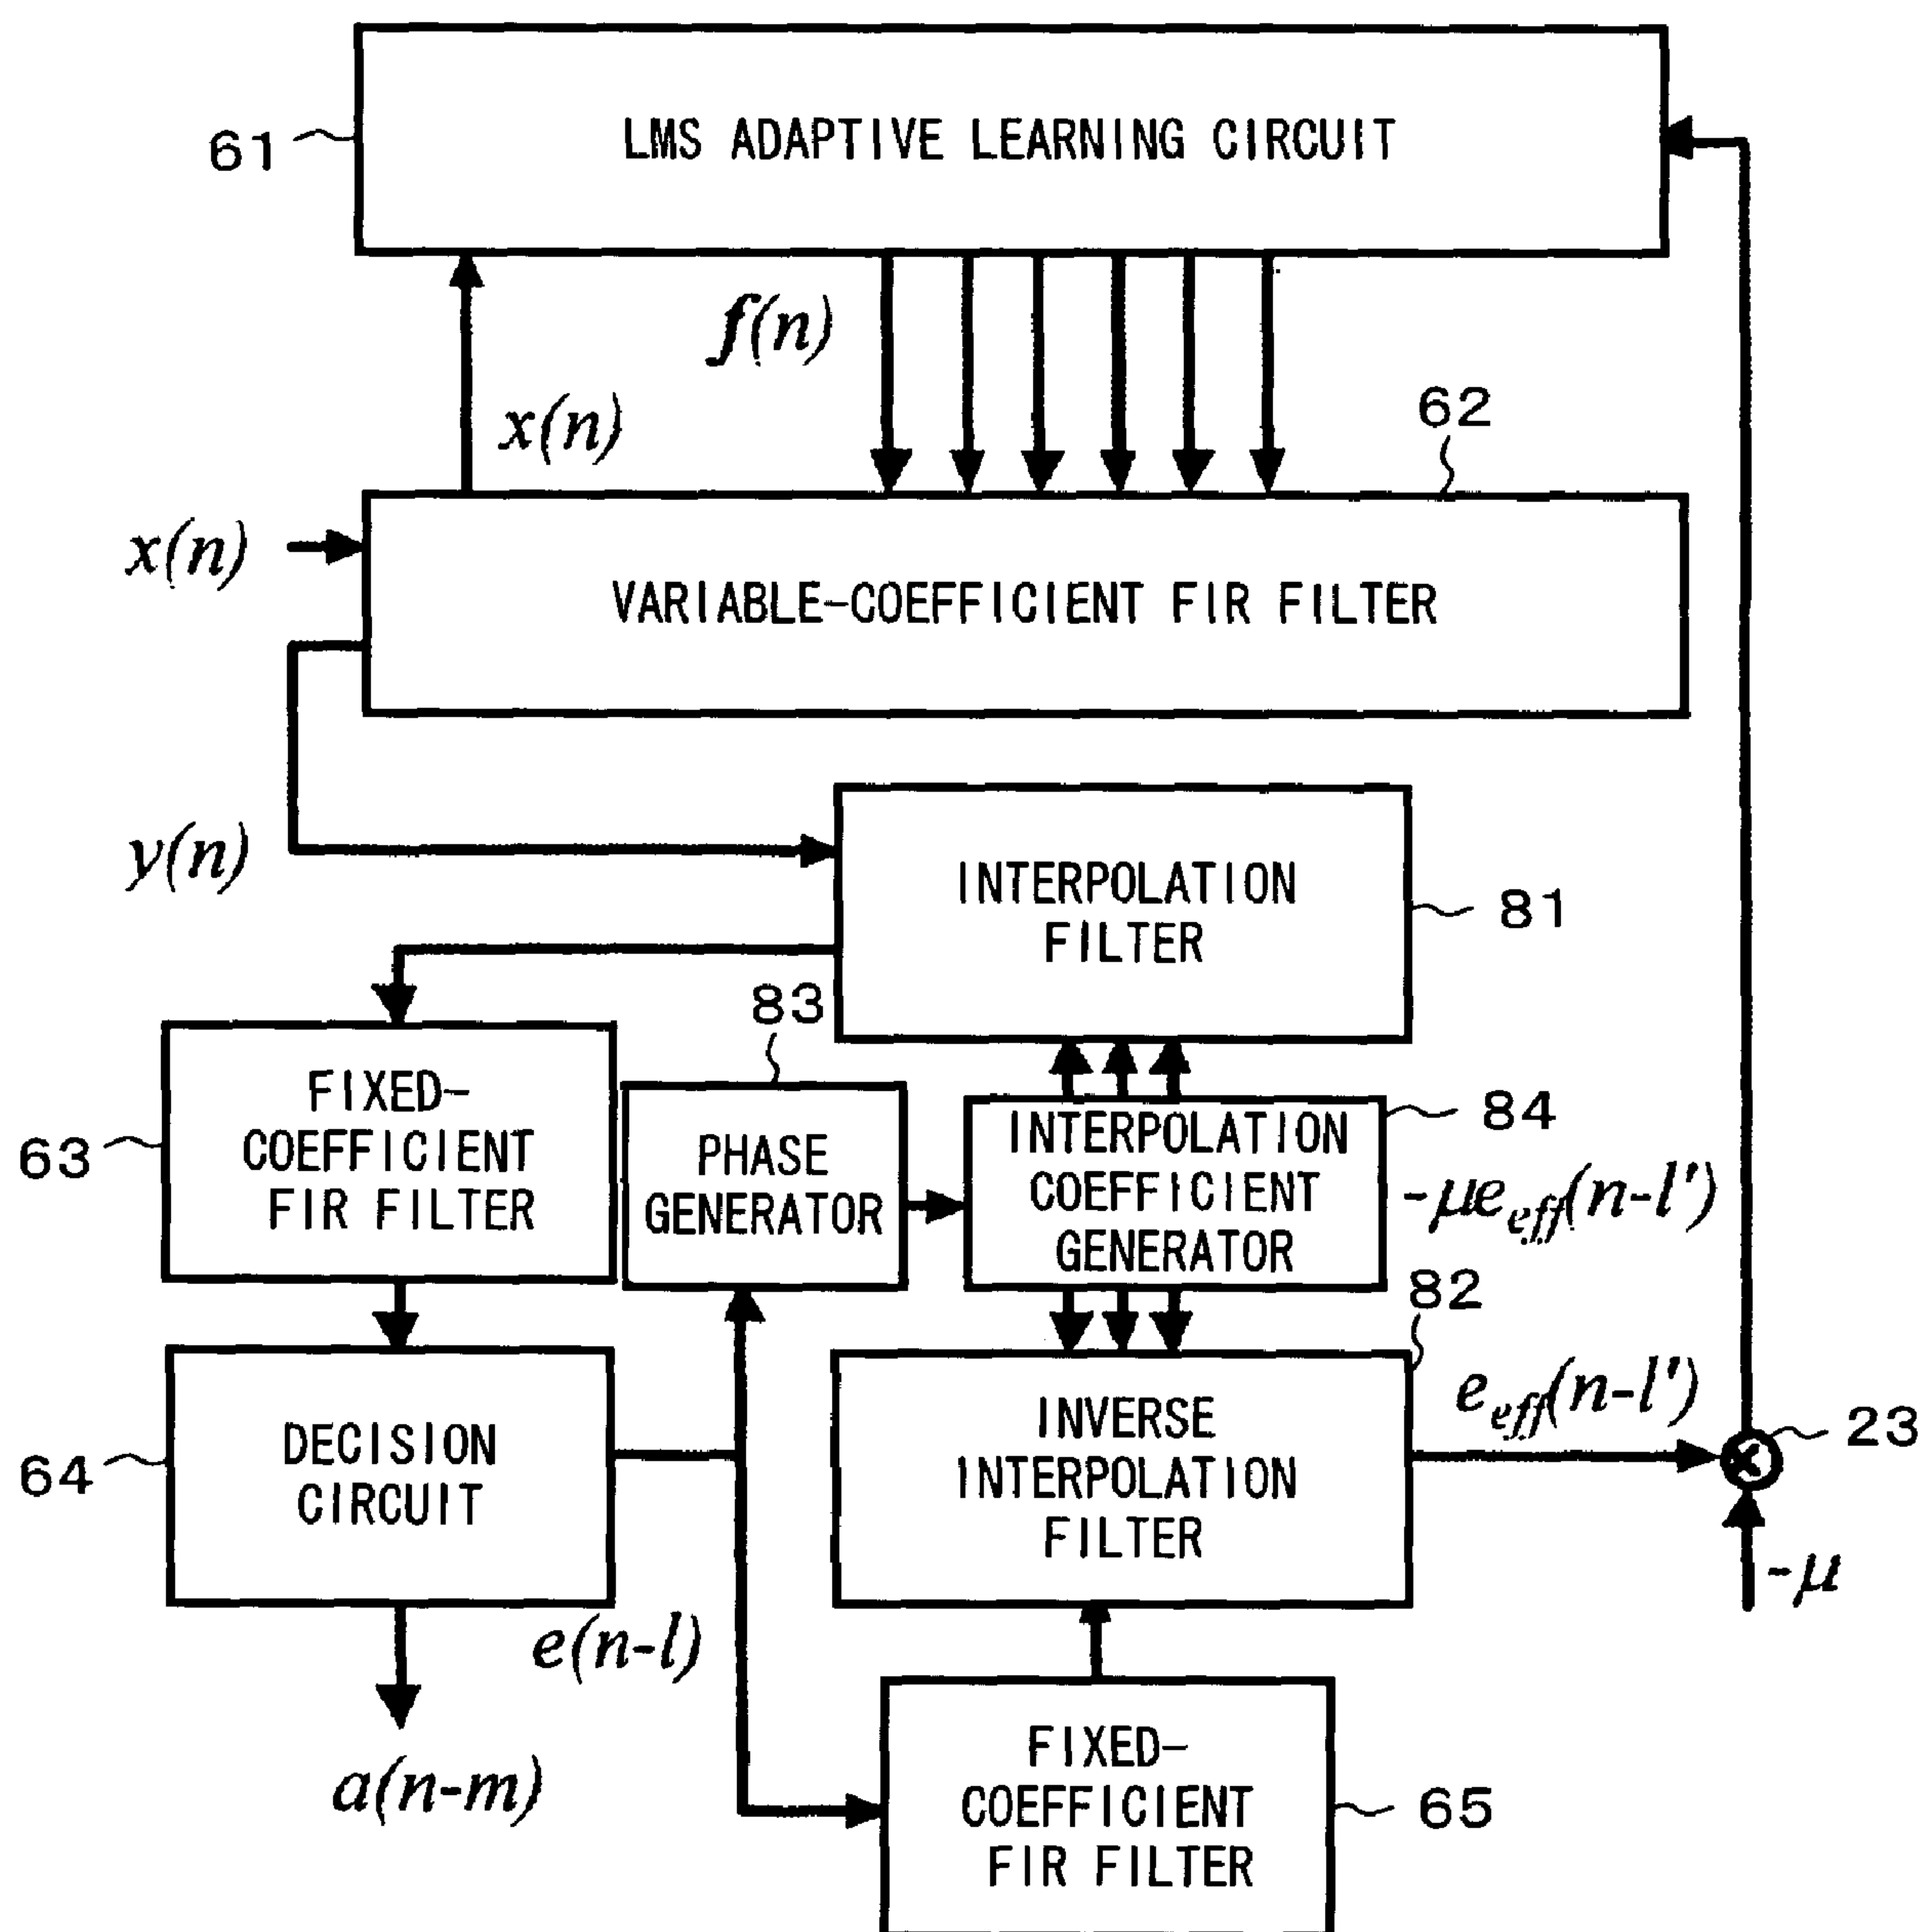 61
LMS ADAPTIVE LEARNING CIRCUIT
f(n)
x(n)
62
x(n)
VARIABLE-COEFFICIENT FIR FILTER
y(n)
INTERPOLATION
FILTER
81
83
FIXED-
COEFFICIENT
FIR FILTER
63
PHASE
GENERATOR
INTERPOLATION
COEFFICIENT
GENERATOR
84
-μe_eff(n-l')
82
DECISION
CIRCUIT
64
INVERSE
INTERPOLATION
FILTER
e_eff(n-l')
23
-μ
e(n-l)
a(n-m)
FIXED-
COEFFICIENT
FIR FILTER
65